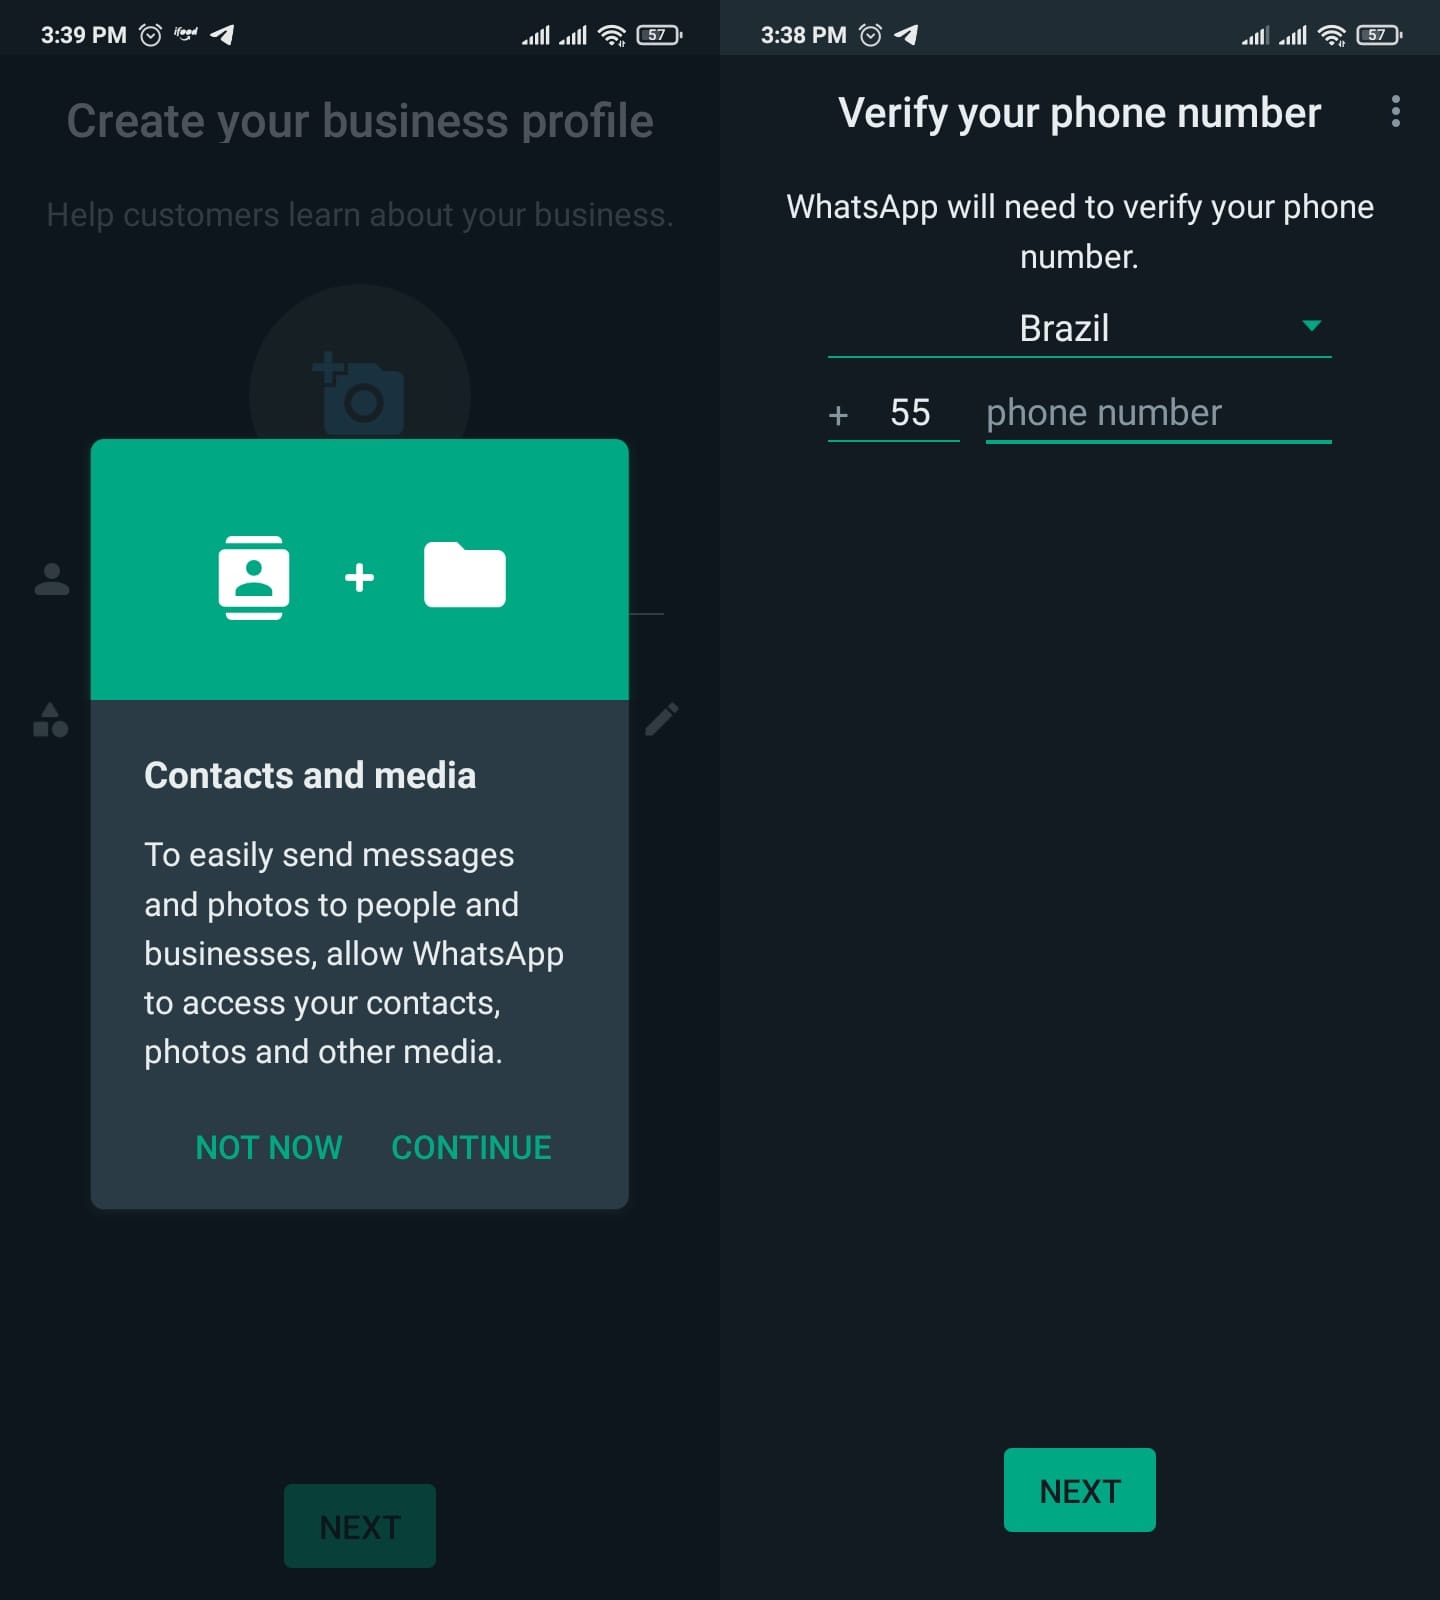 3:39 PM ifood 57
Create your business profile
Help customers learn about your business.
Contacts and media
To easily send messages
and photos to people and
businesses, allow WhatsApp
to access your contacts,
photos and other media.
NOT NOW CONTINUE
NEXT
3:38 PM 57
Verify your phone number
WhatsApp will need to verify your phone
number.
Brazil
+ 55 phone number
NEXT